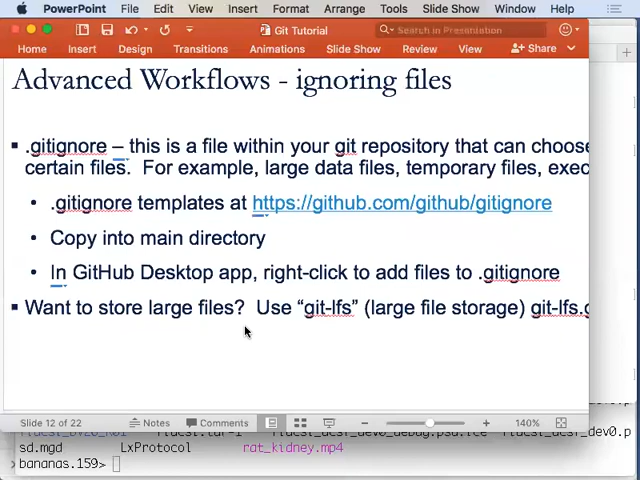 PowerPoint File Edit View Insert Format Arrange Tools Slide Show Window Help
Git Tutorial
Search in Presentation
Home Insert Design Transitions Animations Slide Show Review View Share
Advanced Workflows - ignoring files
.gitignore – this is a file within your git repository that can choose
certain files. For example, large data files, temporary files, exec
.gitignore templates at https://github.com/github/gitignore
Copy into main directory
In GitHub Desktop app, right-click to add files to .gitignore
Want to store large files? Use “git-lfs” (large file storage) git-lfs.g
Slide 12 of 22 Notes Comments 140%
sd.mgd LxProtocol rat_kidney.mp4
bananas.159>